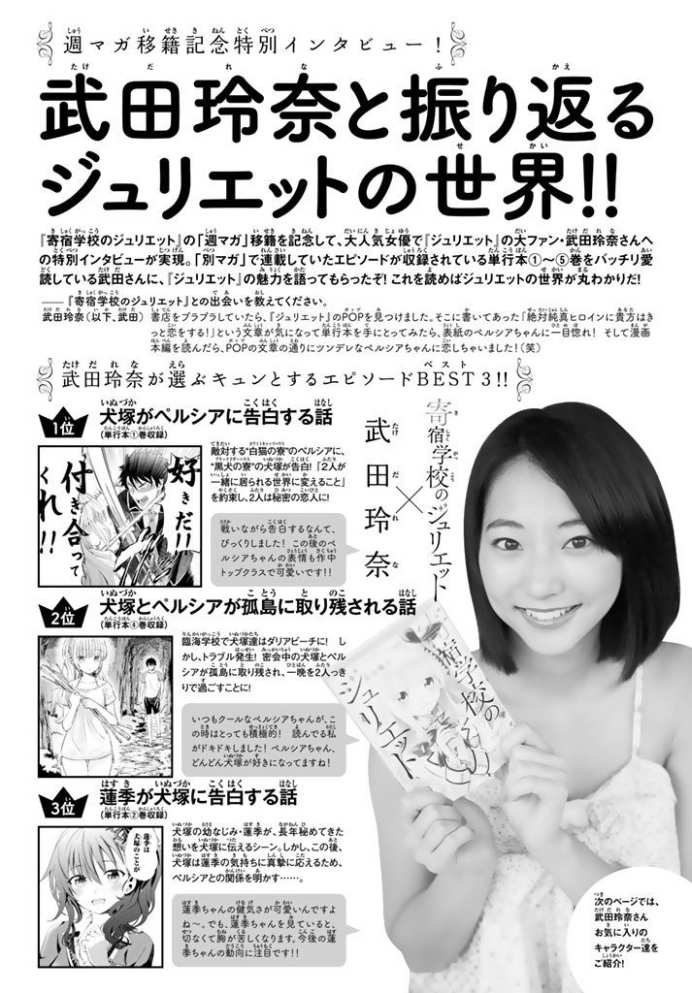 週マガ移籍記念特別インタビュー!
武田玲奈と振り返る
ジュリエットの世界!!
『寄宿学校のジュリエット』の「週マガ」移籍を記念して、大人気女優で『ジュリエット』の大ファン・武田玲奈さんへ
の特別インタビューが実現。「別マガ」で連載していたエピソードが収録されている単行本①〜⑤巻をバッチリ愛
読している武田さんに、『ジュリエット』の魅力を語ってもらったぞ! これを読めばジュリエットの世界が丸わかりだ!
――『寄宿学校のジュリエット』との出会いを教えてください。
武田玲奈(以下、武田) 書店をブラブラしていたら、『ジュリエット』のPOPを見つけました。そこに書いてあった「絶対純真ヒロインに貴方はき
っと恋をする!」という文章が気になって単行本を手にとってみたら、表紙のペルシアちゃんに一目惚れ! そして漫画
本編を読んだら、POPの文章の通りにツンデレなペルシアちゃんに恋しちゃいました!(笑)
武田玲奈が選ぶキュンとするエピソードBEST3!!
1位 犬塚がペルシアに告白する話
(単行本①巻収録)
好きだ!!
付き合って
くれ!!
敵対する“白猫の寮”のペルシアに、
“黒犬の寮”の犬塚が告白!「2人が
一緒に居られる世界に変えること」
を約束し、2人は秘密の恋人に!
戦いながら告白するなんて、
びっくりしました! この後のペ
ルシアちゃんの表情も作中
トップクラスで可愛いです!!
寄宿学校のジュリエット
×
武田玲奈
2位 犬塚とペルシアが孤島に取り残される話
(単行本④巻収録)
臨海学校で犬塚達はダリアビーチに! し
かし、トラブル発生! 密会中の犬塚とペル
シアが孤島に取り残され、一晩を2人っき
りで過ごすことに!
いつもクールなペルシアちゃんが、こ
の時はとっても積極的! 読んでる私
がドキドキしました! ペルシアちゃん、
どんどん犬塚が好きになってますね!
寄宿学校の
ジュリエット
3位 蓮季が犬塚に告白する話
(単行本②巻収録)
蓮季は
犬塚のことが
犬塚の幼なじみ・蓮季が、長年秘めてきた
想いを犬塚に伝えるシーン。しかし、この後、
犬塚は蓮季の気持ちに真摯に応えるため、
ペルシアとの関係を明かす……。
蓮季ちゃんの健気さが可愛いんですよ
ね〜。でも、蓮季ちゃんを見ていると、
切なくて胸が苦しくなります。今後の蓮
季ちゃんの動向に注目です!!
次のページでは、
武田玲奈さん
お気に入りの
キャラクター達を
ご紹介!